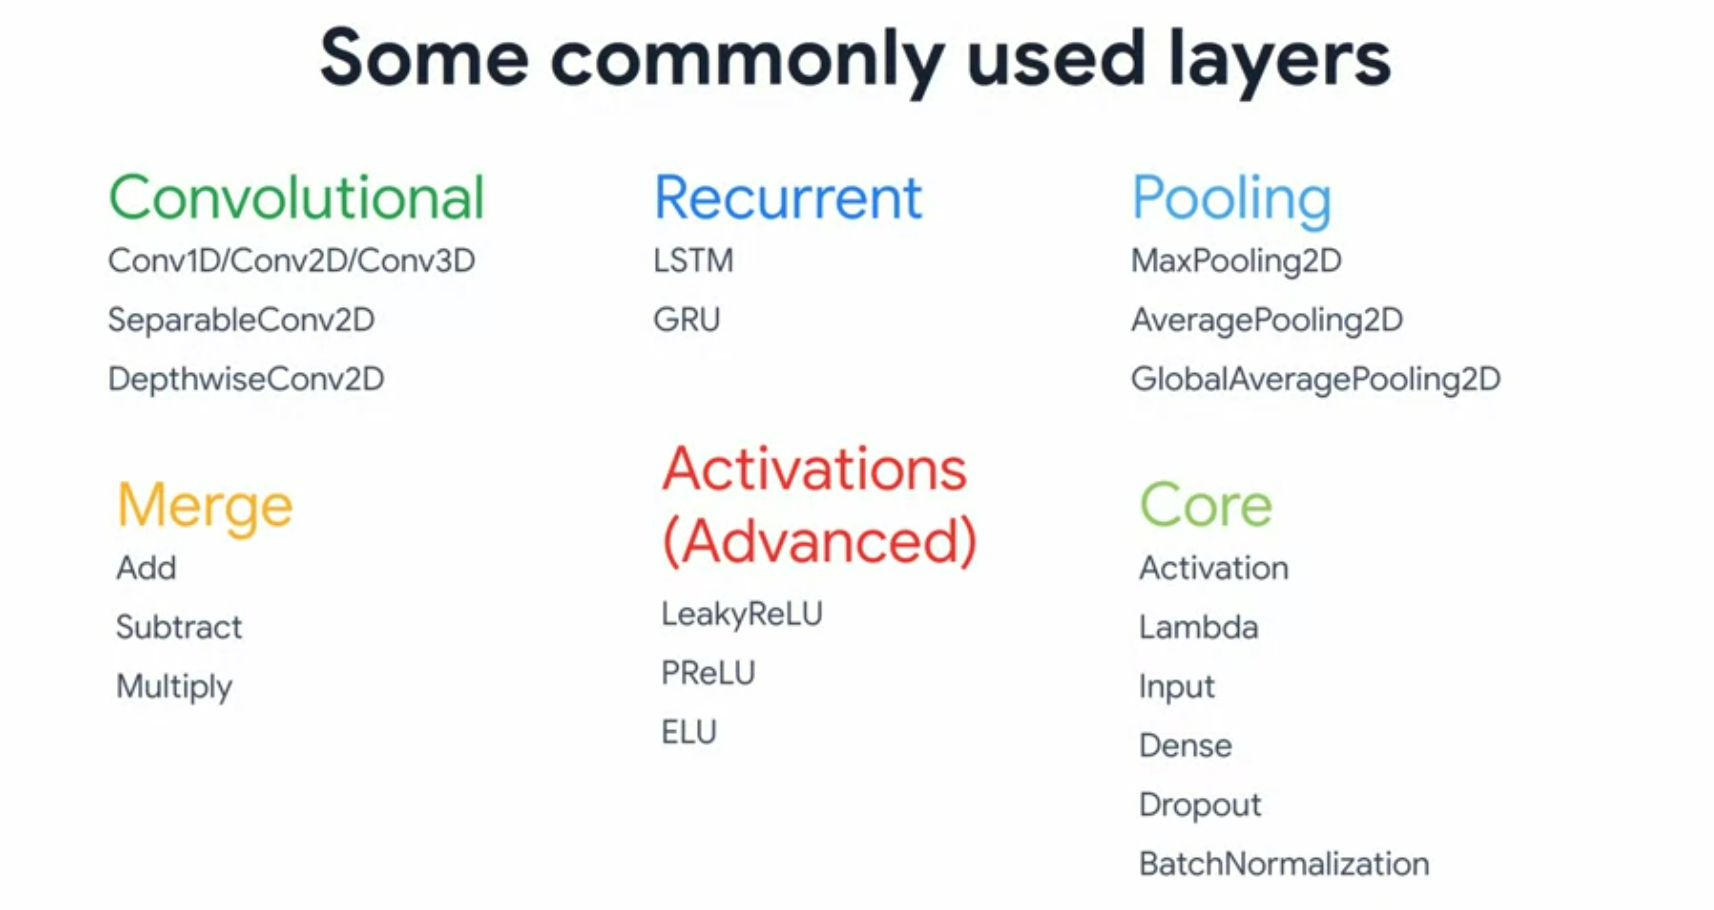 Some commonly used layers
Convolutional
Conv1D/Conv2D/Conv3D
SeparableConv2D
DepthwiseConv2D
Recurrent
LSTM
GRU
Pooling
MaxPooling2D
AveragePooling2D
GlobalAveragePooling2D
Merge
Add
Subtract
Multiply
Activations
(Advanced)
LeakyReLU
PReLU
ELU
Core
Activation
Lambda
Input
Dense
Dropout
BatchNormalization